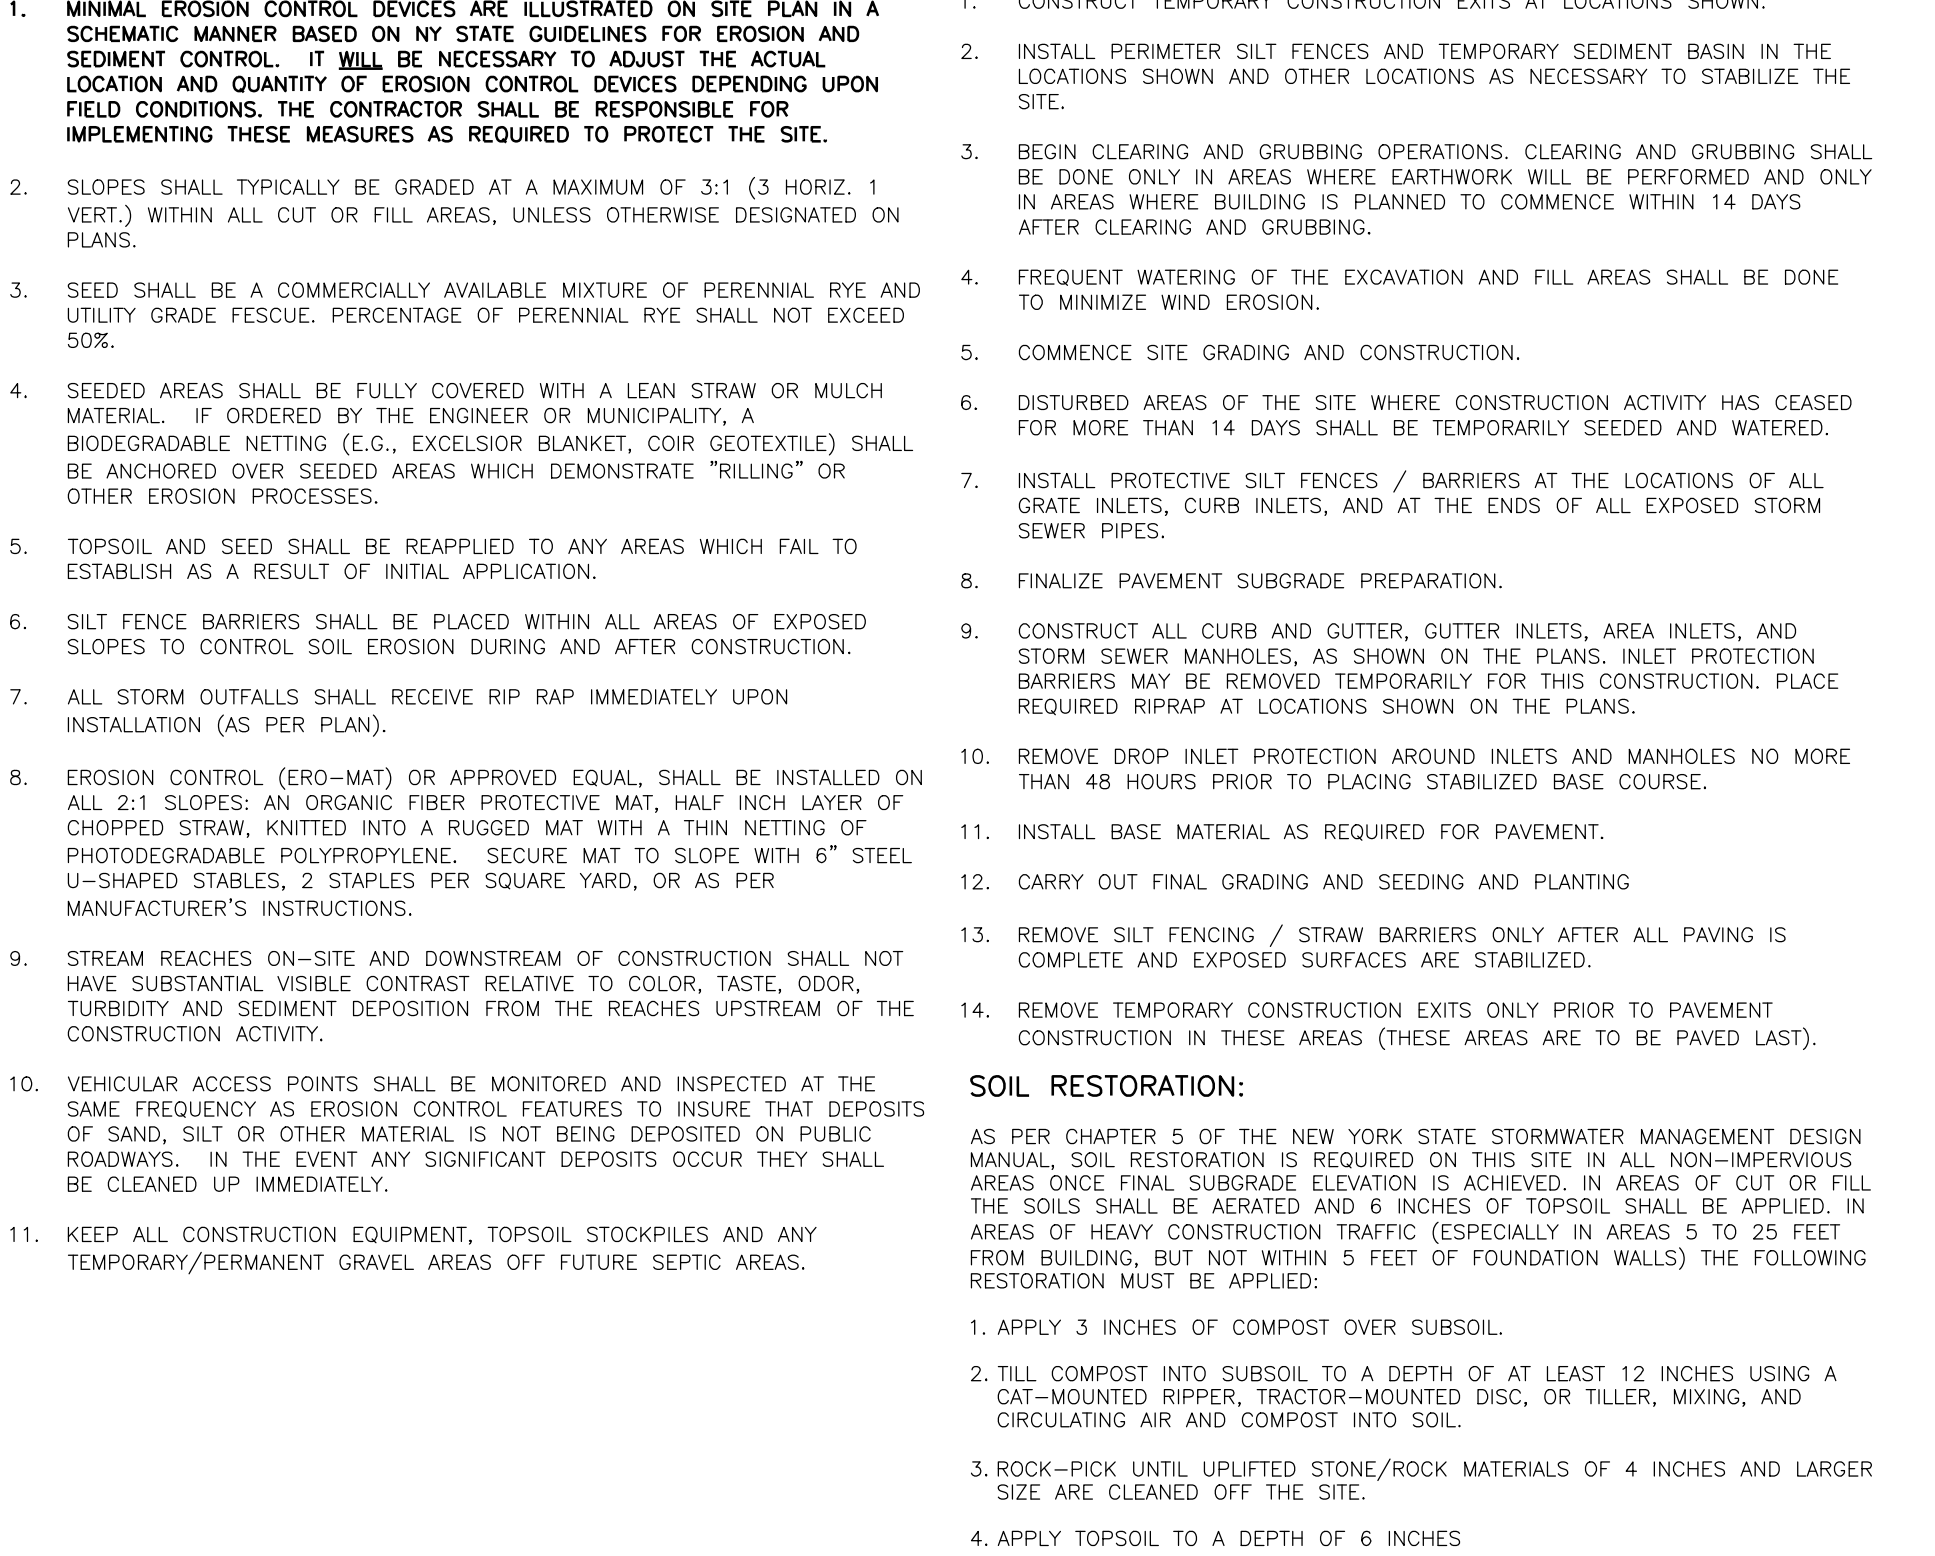 1. MINIMAL EROSION CONTROL DEVICES ARE ILLUSTRATED ON SITE PLAN IN A
SCHEMATIC MANNER BASED ON NY STATE GUIDELINES FOR EROSION AND
SEDIMENT CONTROL. IT WILL BE NECESSARY TO ADJUST THE ACTUAL
LOCATION AND QUANTITY OF EROSION CONTROL DEVICES DEPENDING UPON
FIELD CONDITIONS. THE CONTRACTOR SHALL BE RESPONSIBLE FOR
IMPLEMENTING THESE MEASURES AS REQUIRED TO PROTECT THE SITE.
2. SLOPES SHALL TYPICALLY BE GRADED AT A MAXIMUM OF 3:1 (3 HORIZ. 1
VERT.) WITHIN ALL CUT OR FILL AREAS, UNLESS OTHERWISE DESIGNATED ON
PLANS.
3. SEED SHALL BE A COMMERCIALLY AVAILABLE MIXTURE OF PERENNIAL RYE AND
UTILITY GRADE FESCUE. PERCENTAGE OF PERENNIAL RYE SHALL NOT EXCEED
50%.
4. SEEDED AREAS SHALL BE FULLY COVERED WITH A LEAN STRAW OR MULCH
MATERIAL. IF ORDERED BY THE ENGINEER OR MUNICIPALITY, A
BIODEGRADABLE NETTING (E.G., EXCELSIOR BLANKET, COIR GEOTEXTILE) SHALL
BE ANCHORED OVER SEEDED AREAS WHICH DEMONSTRATE "RILLING" OR
OTHER EROSION PROCESSES.
5. TOPSOIL AND SEED SHALL BE REAPPLIED TO ANY AREAS WHICH FAIL TO
ESTABLISH AS A RESULT OF INITIAL APPLICATION.
6. SILT FENCE BARRIERS SHALL BE PLACED WITHIN ALL AREAS OF EXPOSED
SLOPES TO CONTROL SOIL EROSION DURING AND AFTER CONSTRUCTION.
7. ALL STORM OUTFALLS SHALL RECEIVE RIP RAP IMMEDIATELY UPON
INSTALLATION (AS PER PLAN).
8. EROSION CONTROL (ERO-MAT) OR APPROVED EQUAL, SHALL BE INSTALLED ON
ALL 2:1 SLOPES: AN ORGANIC FIBER PROTECTIVE MAT, HALF INCH LAYER OF
CHOPPED STRAW, KNITTED INTO A RUGGED MAT WITH A THIN NETTING OF
PHOTODEGRADABLE POLYPROPYLENE. SECURE MAT TO SLOPE WITH 6" STEEL
U-SHAPED STABLES, 2 STAPLES PER SQUARE YARD, OR AS PER
MANUFACTURER'S INSTRUCTIONS.
9. STREAM REACHES ON-SITE AND DOWNSTREAM OF CONSTRUCTION SHALL NOT
HAVE SUBSTANTIAL VISIBLE CONTRAST RELATIVE TO COLOR, TASTE, ODOR,
TURBIDITY AND SEDIMENT DEPOSITION FROM THE REACHES UPSTREAM OF THE
CONSTRUCTION ACTIVITY.
10. VEHICULAR ACCESS POINTS SHALL BE MONITORED AND INSPECTED AT THE
SAME FREQUENCY AS EROSION CONTROL FEATURES TO INSURE THAT DEPOSITS
OF SAND, SILT OR OTHER MATERIAL IS NOT BEING DEPOSITED ON PUBLIC
ROADWAYS. IN THE EVENT ANY SIGNIFICANT DEPOSITS OCCUR THEY SHALL
BE CLEANED UP IMMEDIATELY.
11. KEEP ALL CONSTRUCTION EQUIPMENT, TOPSOIL STOCKPILES AND ANY
TEMPORARY/PERMANENT GRAVEL AREAS OFF FUTURE SEPTIC AREAS.
1. CONSTRUCT TEMPORARY CONSTRUCTION EXITS AT LOCATIONS SHOWN.
2. INSTALL PERIMETER SILT FENCES AND TEMPORARY SEDIMENT BASIN IN THE
LOCATIONS SHOWN AND OTHER LOCATIONS AS NECESSARY TO STABILIZE THE
SITE.
3. BEGIN CLEARING AND GRUBBING OPERATIONS. CLEARING AND GRUBBING SHALL
BE DONE ONLY IN AREAS WHERE EARTHWORK WILL BE PERFORMED AND ONLY
IN AREAS WHERE BUILDING IS PLANNED TO COMMENCE WITHIN 14 DAYS
AFTER CLEARING AND GRUBBING.
4. FREQUENT WATERING OF THE EXCAVATION AND FILL AREAS SHALL BE DONE
TO MINIMIZE WIND EROSION.
5. COMMENCE SITE GRADING AND CONSTRUCTION.
6. DISTURBED AREAS OF THE SITE WHERE CONSTRUCTION ACTIVITY HAS CEASED
FOR MORE THAN 14 DAYS SHALL BE TEMPORARILY SEEDED AND WATERED.
7. INSTALL PROTECTIVE SILT FENCES / BARRIERS AT THE LOCATIONS OF ALL
GRATE INLETS, CURB INLETS, AND AT THE ENDS OF ALL EXPOSED STORM
SEWER PIPES.
8. FINALIZE PAVEMENT SUBGRADE PREPARATION.
9. CONSTRUCT ALL CURB AND GUTTER, GUTTER INLETS, AREA INLETS, AND
STORM SEWER MANHOLES, AS SHOWN ON THE PLANS. INLET PROTECTION
BARRIERS MAY BE REMOVED TEMPORARILY FOR THIS CONSTRUCTION. PLACE
REQUIRED RIPRAP AT LOCATIONS SHOWN ON THE PLANS.
10. REMOVE DROP INLET PROTECTION AROUND INLETS AND MANHOLES NO MORE
THAN 48 HOURS PRIOR TO PLACING STABILIZED BASE COURSE.
11. INSTALL BASE MATERIAL AS REQUIRED FOR PAVEMENT.
12. CARRY OUT FINAL GRADING AND SEEDING AND PLANTING
13. REMOVE SILT FENCING / STRAW BARRIERS ONLY AFTER ALL PAVING IS
COMPLETE AND EXPOSED SURFACES ARE STABILIZED.
14. REMOVE TEMPORARY CONSTRUCTION EXITS ONLY PRIOR TO PAVEMENT
CONSTRUCTION IN THESE AREAS (THESE AREAS ARE TO BE PAVED LAST).
SOIL RESTORATION:
AS PER CHAPTER 5 OF THE NEW YORK STATE STORMWATER MANAGEMENT DESIGN
MANUAL, SOIL RESTORATION IS REQUIRED ON THIS SITE IN ALL NON-IMPERVIOUS
AREAS ONCE FINAL SUBGRADE ELEVATION IS ACHIEVED. IN AREAS OF CUT OR FILL
THE SOILS SHALL BE AERATED AND 6 INCHES OF TOPSOIL SHALL BE APPLIED. IN
AREAS OF HEAVY CONSTRUCTION TRAFFIC (ESPECIALLY IN AREAS 5 TO 25 FEET
FROM BUILDING, BUT NOT WITHIN 5 FEET OF FOUNDATION WALLS) THE FOLLOWING
RESTORATION MUST BE APPLIED:
1. APPLY 3 INCHES OF COMPOST OVER SUBSOIL.
2. TILL COMPOST INTO SUBSOIL TO A DEPTH OF AT LEAST 12 INCHES USING A
CAT-MOUNTED RIPPER, TRACTOR-MOUNTED DISC, OR TILLER, MIXING, AND
CIRCULATING AIR AND COMPOST INTO SOIL.
3. ROCK-PICK UNTIL UPLIFTED STONE/ROCK MATERIALS OF 4 INCHES AND LARGER
SIZE ARE CLEANED OFF THE SITE.
4. APPLY TOPSOIL TO A DEPTH OF 6 INCHES